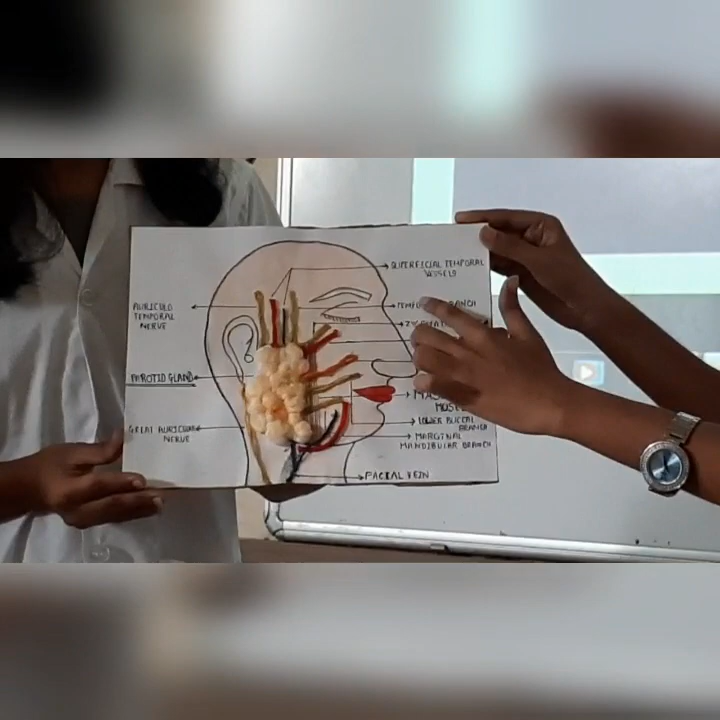 SUPERFICIAL TEMPORAL
VESSELS
AURICULO
TEMPORAL
NERVE
PAROTID GLAND
GREAT AURICULAR
NERVE
LOWER BUCCAL
BRANCH
MARGINAL
MANDIBULAR BRANCH
FACIAL VEIN